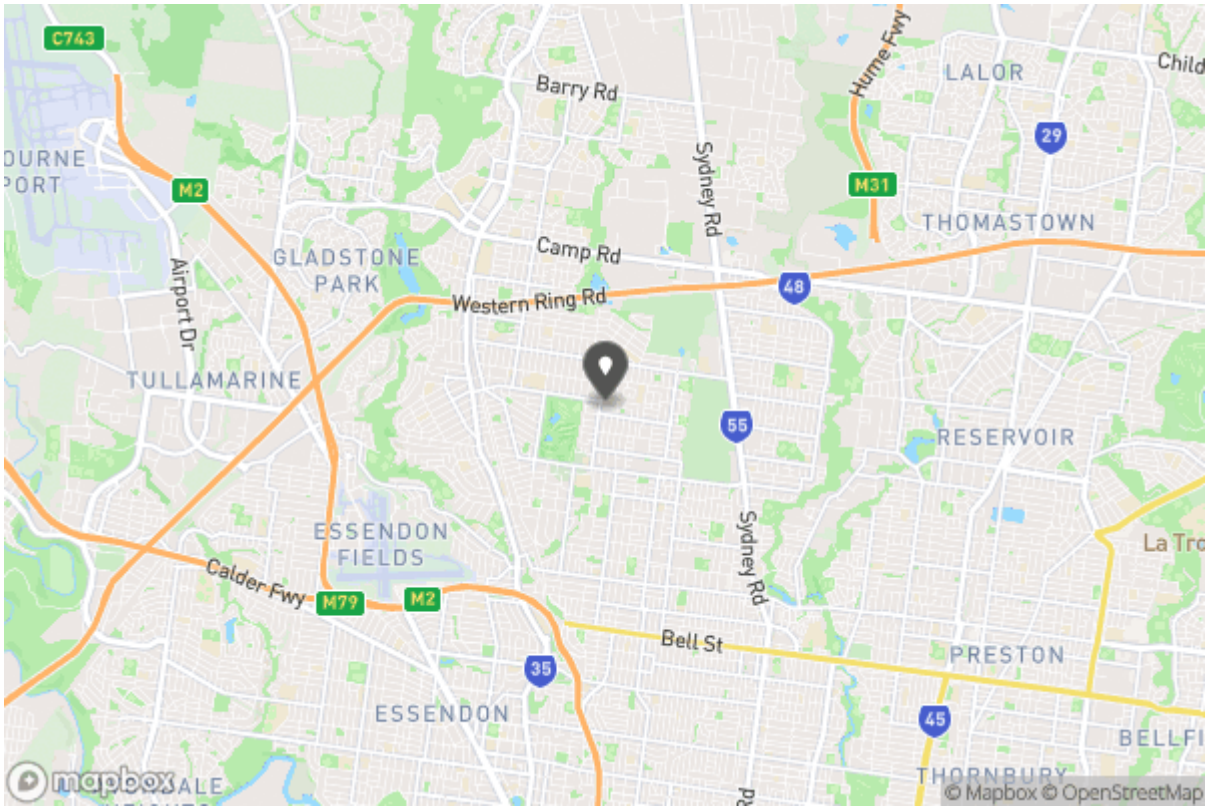 C743
Barry Rd
Hume Fwy
LALOR
Child
29
OURNE
PORT
M2
Sydney Rd
M31
THOMASTOWN
GLADSTONE
PARK
Camp Rd
Airport Dr
Western Ring Rd
48
TULLAMARINE
55
RESERVOIR
ESSENDON
FIELDS
Sydney Rd
La Tro
Calder Fwy
M79
M2
Bell St
35
PRESTON
ESSENDON
45
BELLFI
THORNBURY
mapbox
© Mapbox © OpenStreetMap